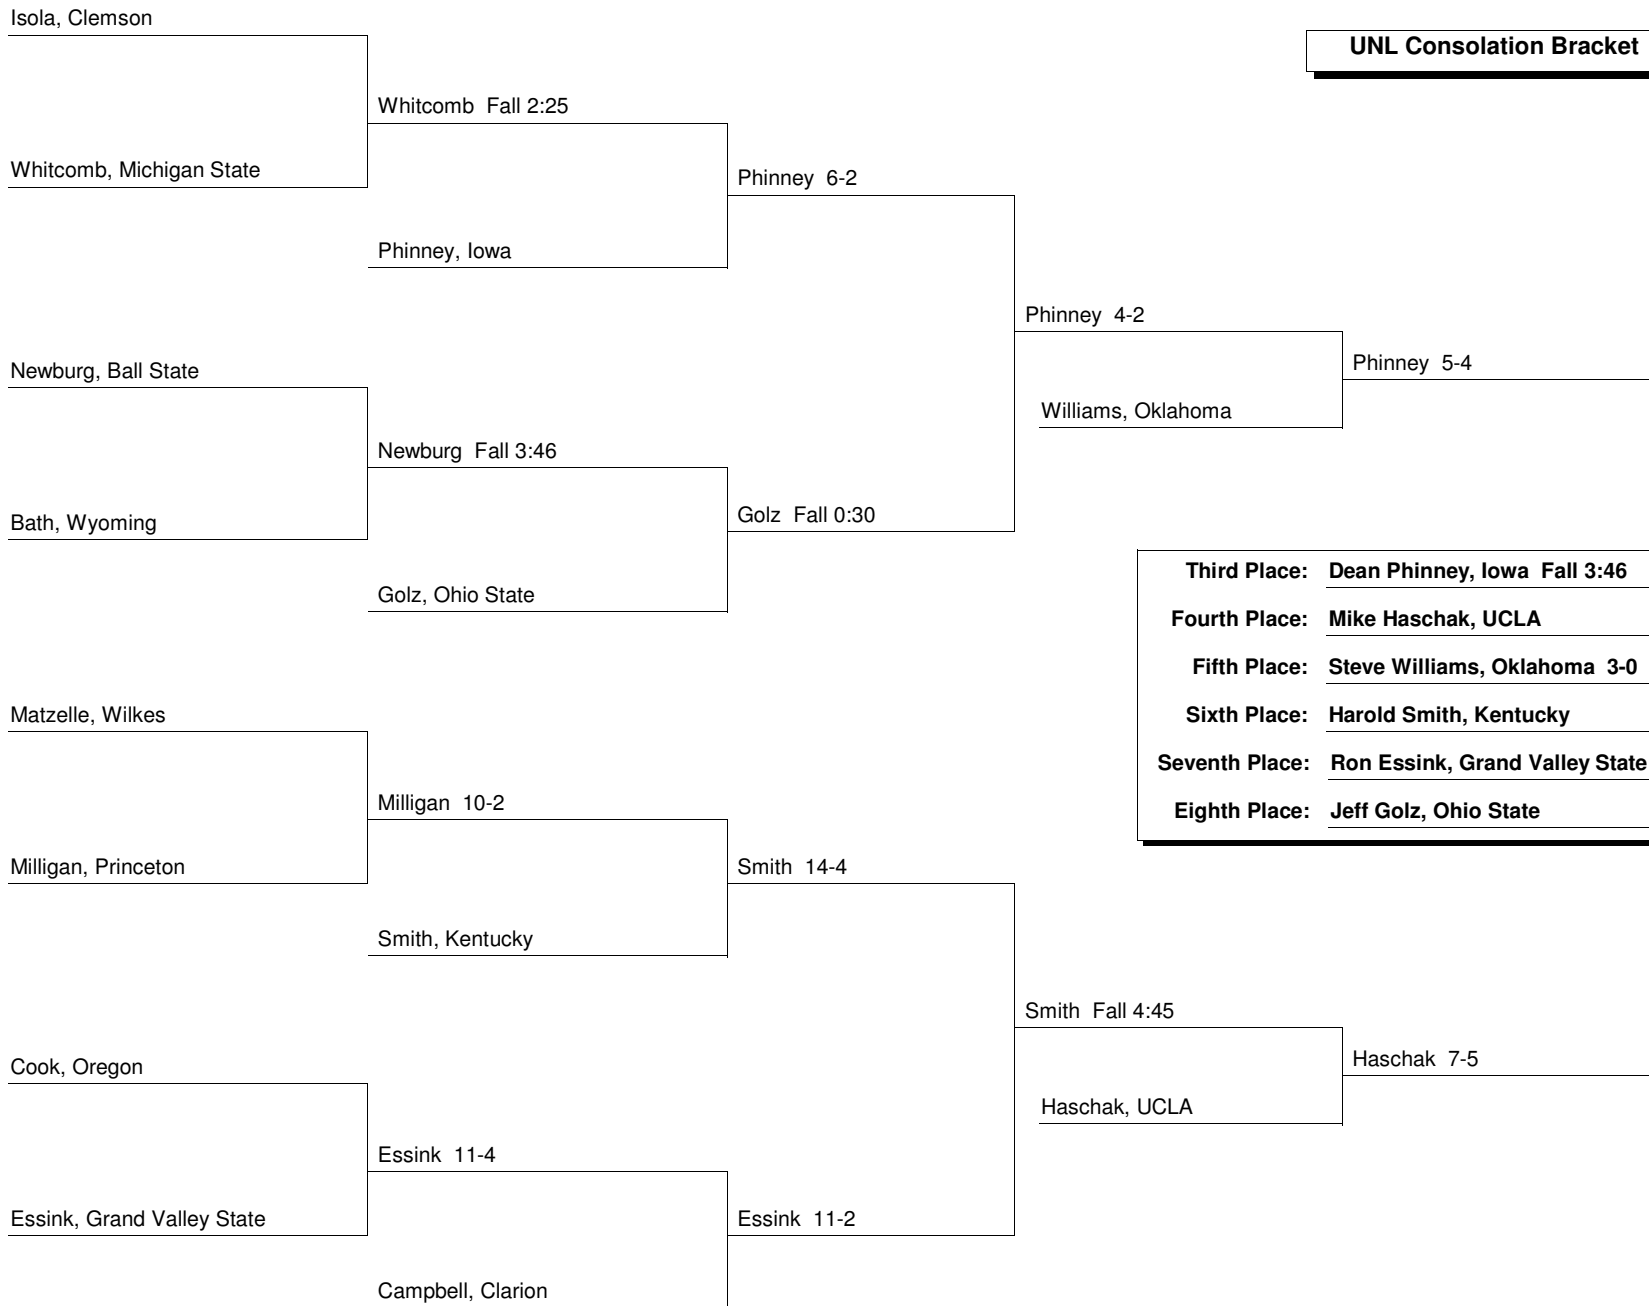 Isola, Clemson
UNL Consolation Bracket
Whitcomb Fall 2:25
Whitcomb, Michigan State
Phinney 6-2
Phinney, Iowa
Phinney 4-2
Newburg, Ball State
Phinney 5-4
Williams, Oklahoma
Newburg Fall 3:46
Bath, Wyoming
Golz Fall 0:30
Golz, Ohio State
Third Place: Dean Phinney, Iowa Fall 3:46
Fourth Place: Mike Haschak, UCLA
Fifth Place: Steve Williams, Oklahoma 3-0
Sixth Place: Harold Smith, Kentucky
Seventh Place: Ron Essink, Grand Valley State
Eighth Place: Jeff Golz, Ohio State
Matzelle, Wilkes
Milligan 10-2
Milligan, Princeton
Smith 14-4
Smith, Kentucky
Smith Fall 4:45
Cook, Oregon
Haschak 7-5
Haschak, UCLA
Essink 11-4
Essink, Grand Valley State
Essink 11-2
Campbell, Clarion